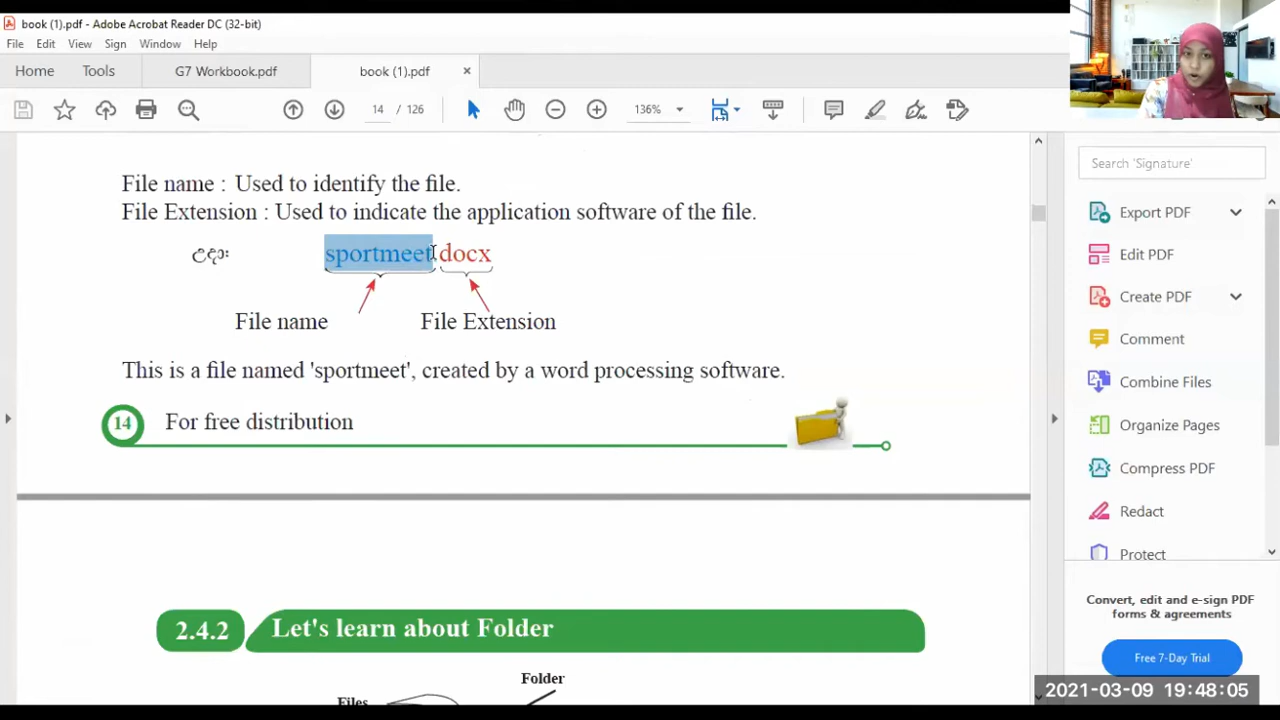 book (1).pdf - Adobe Acrobat Reader DC (32-bit)
File Edit View Sign Window Help
Home Tools G7 Workbook.pdf book (1).pdf ×
14 / 126 136%
Search 'Signature'
File name : Used to identify the file.
File Extension : Used to indicate the application software of the file.
sportmeet.docx
File name File Extension
This is a file named 'sportmeet', created by a word processing software.
14 For free distribution
2.4.2 Let's learn about Folder
Folder
Files
Export PDF
Edit PDF
Create PDF
Comment
Combine Files
Organize Pages
Compress PDF
Redact
Protect
Convert, edit and e-sign PDF
forms & agreements
Free 7-Day Trial
2021-03-09 19:48:05